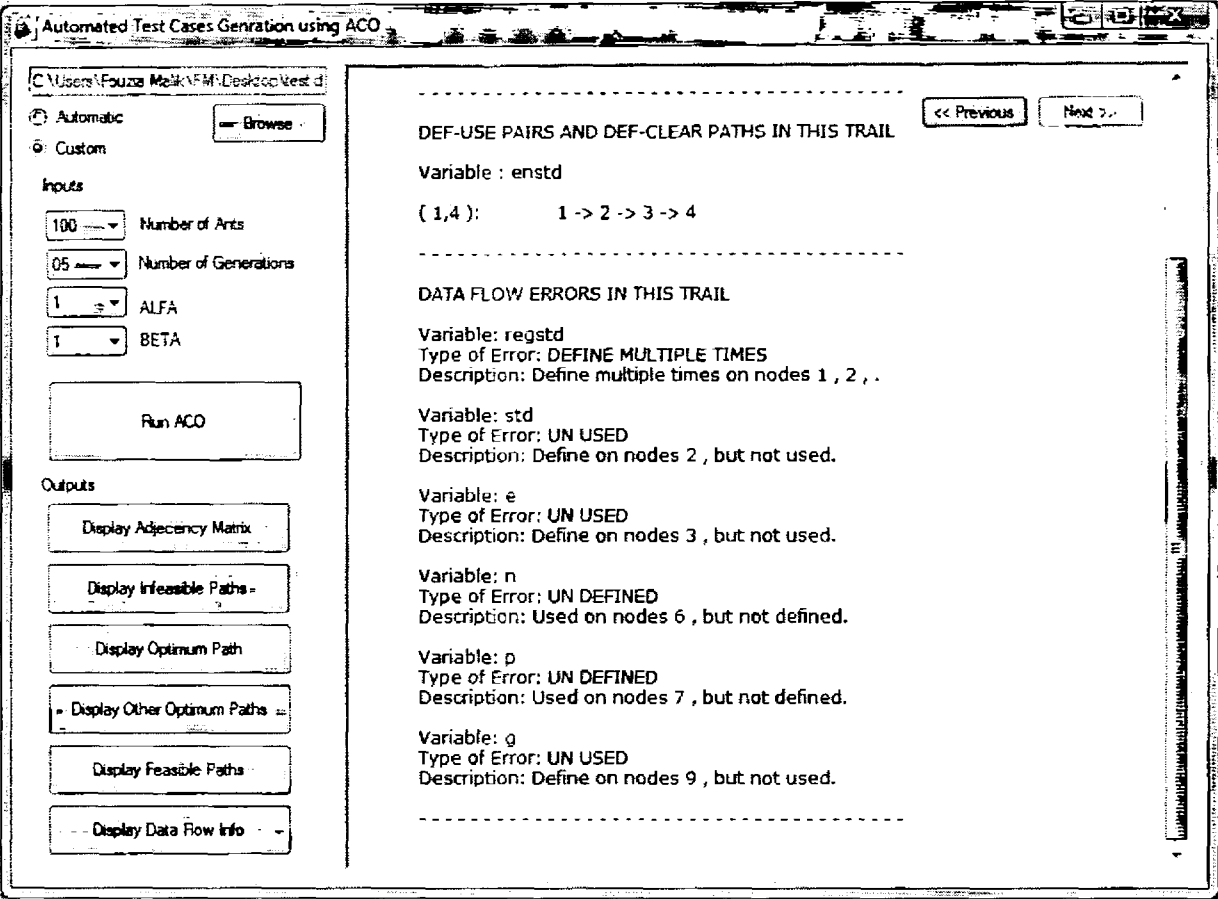 Automated Test Cases Genration using ACO
C:\Users\Fouzia Malik\FM\Desktop\test d
Automatic
Browse
Custom
Inputs
100 Number of Ants
05 Number of Generations
1 ALFA
1 BETA
Run ACO
Outputs
Display Adjecency Matrix
Display Infeasible Paths
Display Optimum Path
Display Other Optimum Paths
Display Feasible Paths
Display Data Flow Info
<< Previous
Next >>
DEF-USE PAIRS AND DEF-CLEAR PATHS IN THIS TRAIL
Variable : enstd
( 1,4 ): 1 -> 2 -> 3 -> 4
DATA FLOW ERRORS IN THIS TRAIL
Variable: regstd
Type of Error: DEFINE MULTIPLE TIMES
Description: Define multiple times on nodes 1 , 2 , .
Variable: std
Type of Error: UN USED
Description: Define on nodes 2 , but not used.
Variable: e
Type of Error: UN USED
Description: Define on nodes 3 , but not used.
Variable: n
Type of Error: UN DEFINED
Description: Used on nodes 6 , but not defined.
Variable: p
Type of Error: UN DEFINED
Description: Used on nodes 7 , but not defined.
Variable: g
Type of Error: UN USED
Description: Define on nodes 9 , but not used.